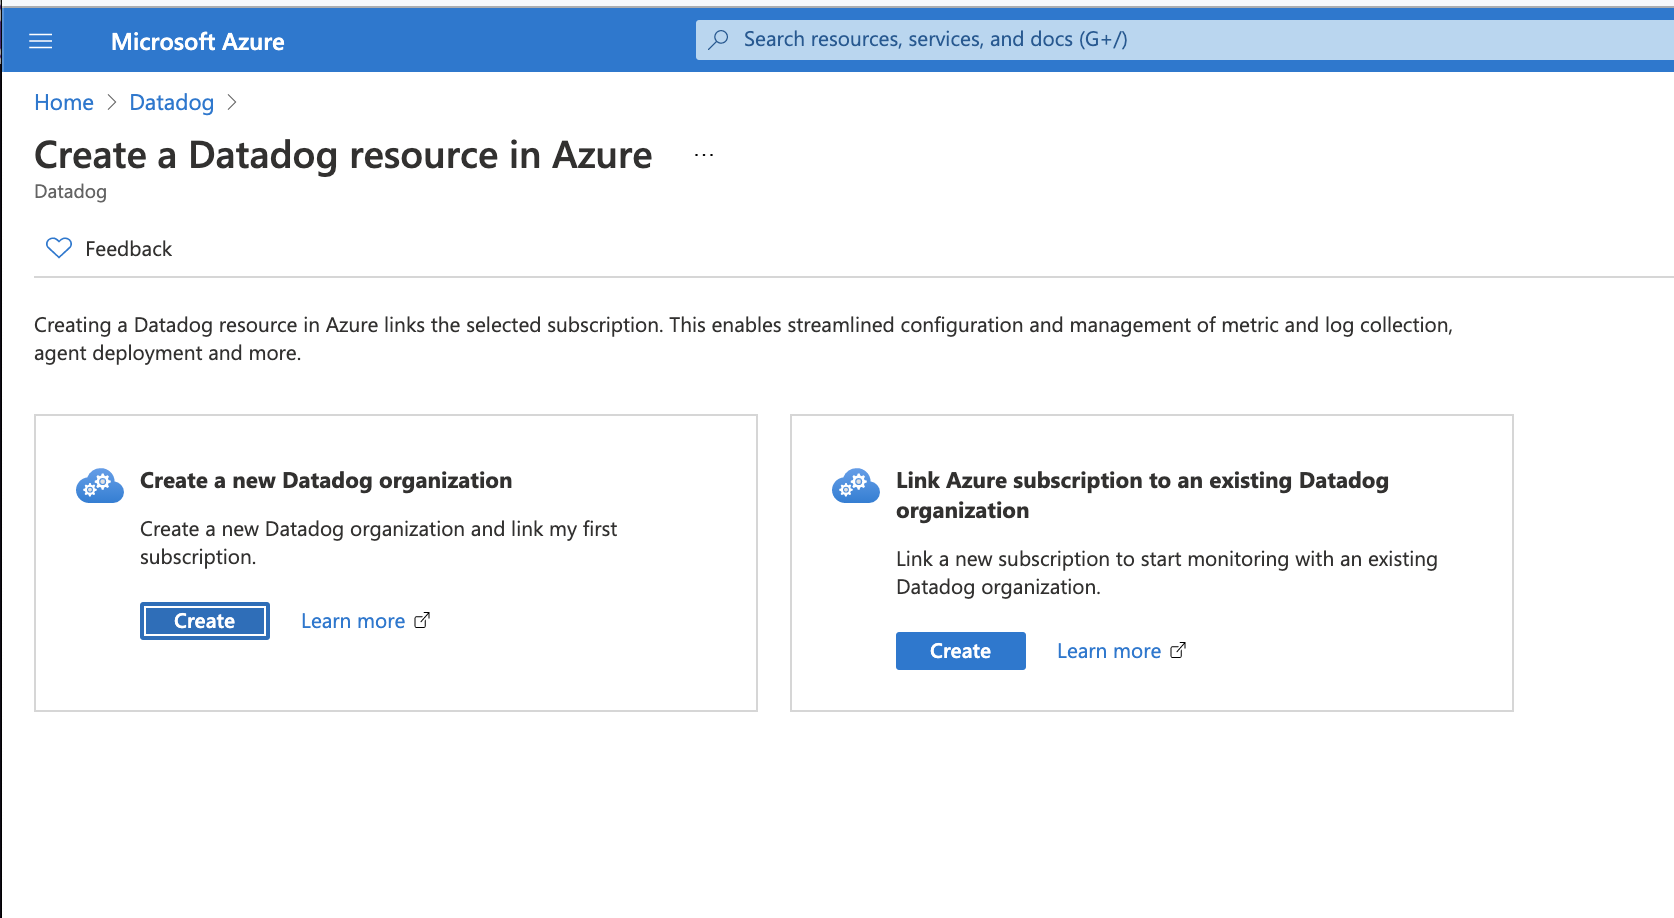 Microsoft Azure
Search resources, services, and docs (G+/)
Home > Datadog >
Create a Datadog resource in Azure ...
Datadog
Feedback
Creating a Datadog resource in Azure links the selected subscription. This enables streamlined configuration and management of metric and log collection,
agent deployment and more.
Create a new Datadog organization
Create a new Datadog organization and link my first
subscription.
Create Learn more
Link Azure subscription to an existing Datadog
organization
Link a new subscription to start monitoring with an existing
Datadog organization.
Create Learn more